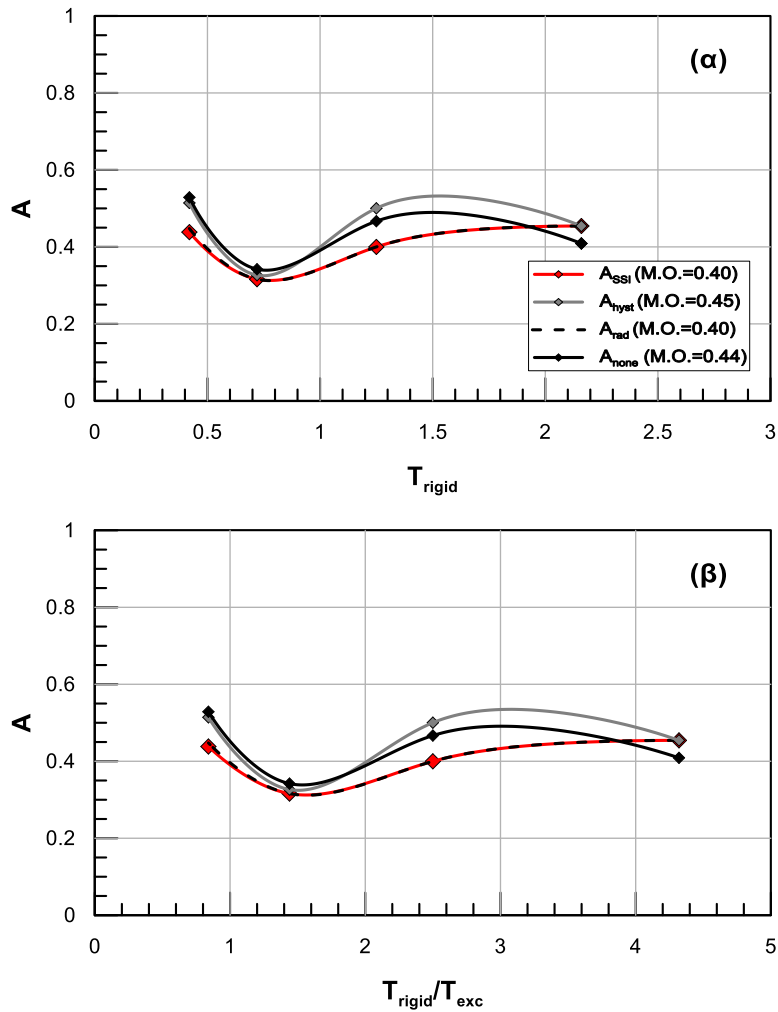 (α)
A
1
0.8
0.6
0.4
0.2
0
A_SSI (M.O.=0.40)
A_hyst (M.O.=0.45)
A_rad (M.O.=0.40)
A_none (M.O.=0.44)
0 0.5 1 1.5 2 2.5 3
T_rigid
(β)
A
1
0.8
0.6
0.4
0.2
0
0 1 2 3 4 5
T_rigid/T_exc